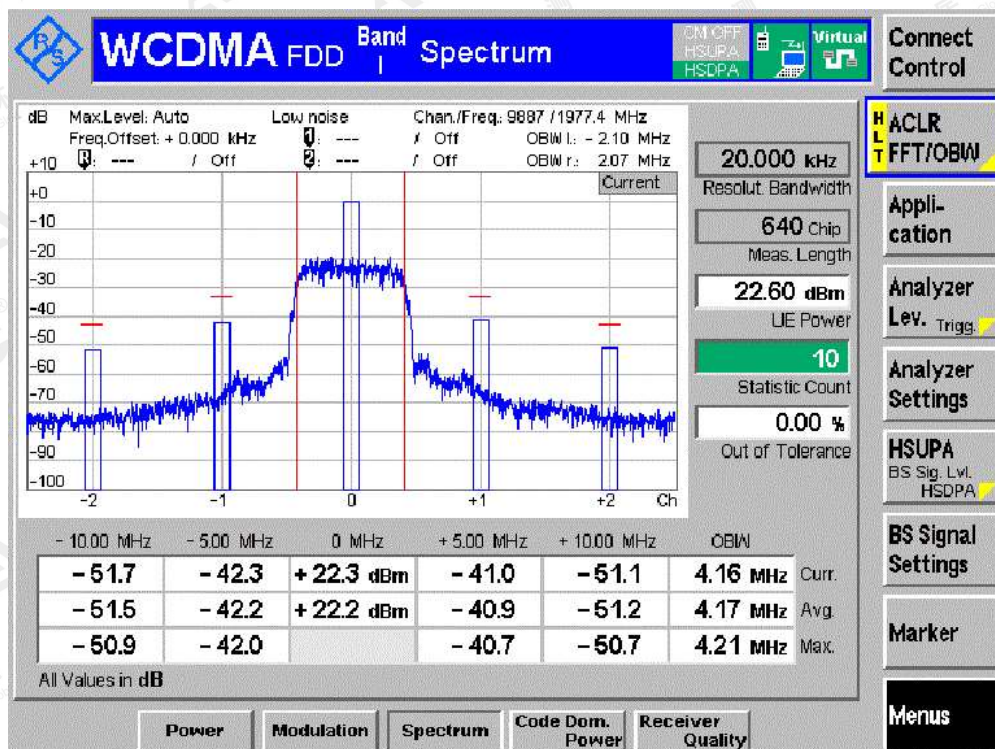 R S
WCDMA FDD Band I Spectrum
CM OFF
HSUPA
HSDPA
Virtual
Connect Control
dB Max.Level: Auto Low noise Chan./Freq.: 9887 / 1977.4 MHz
Freq.Offset: + 0.000 kHz 1: --- / Off OBW l.: - 2.10 MHz
+10 R: --- / Off 2: --- / Off OBW r.: 2.07 MHz
Current
+0
-10
-20
-30
-40
-50
-60
-70
-90
-100
-2 -1 0 +1 +2 Ch
20.000 kHz
Resolut. Bandwidth
640 Chip
Meas. Length
22.60 dBm
UE Power
10
Statistic Count
0.00 %
Out of Tolerance
HLT
ACLR
FFT/OBW
Appli-
cation
Analyzer
Lev. Trigg.
Analyzer
Settings
HSUPA
BS Sig. Lvl.
HSDPA
BS Signal
Settings
Marker
Menus
- 10.00 MHz - 5.00 MHz 0 MHz + 5.00 MHz + 10.00 MHz OBW
- 51.7 - 42.3 + 22.3 dBm - 41.0 - 51.1 4.16 MHz Curr.
- 51.5 - 42.2 + 22.2 dBm - 40.9 - 51.2 4.17 MHz Avg.
- 50.9 - 42.0 - 40.7 - 50.7 4.21 MHz Max.
All Values in dB
Power
Modulation
Spectrum
Code Dom.
Power
Receiver
Quality